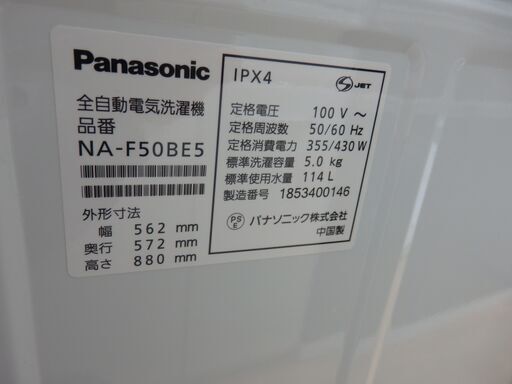 Panasonic
全自動電気洗濯機
品番
NA-F50BE5
外形寸法
幅 562 mm
奥行 572 mm
高さ 880 mm
IPX4
S JET
定格電圧 100 V ～
定格周波数 50/60 Hz
定格消費電力 355/430 W
標準洗濯容量 5.0 kg
標準使用水量 114 L
製造番号 1853400146
PS E パナソニック株式会社
中国製